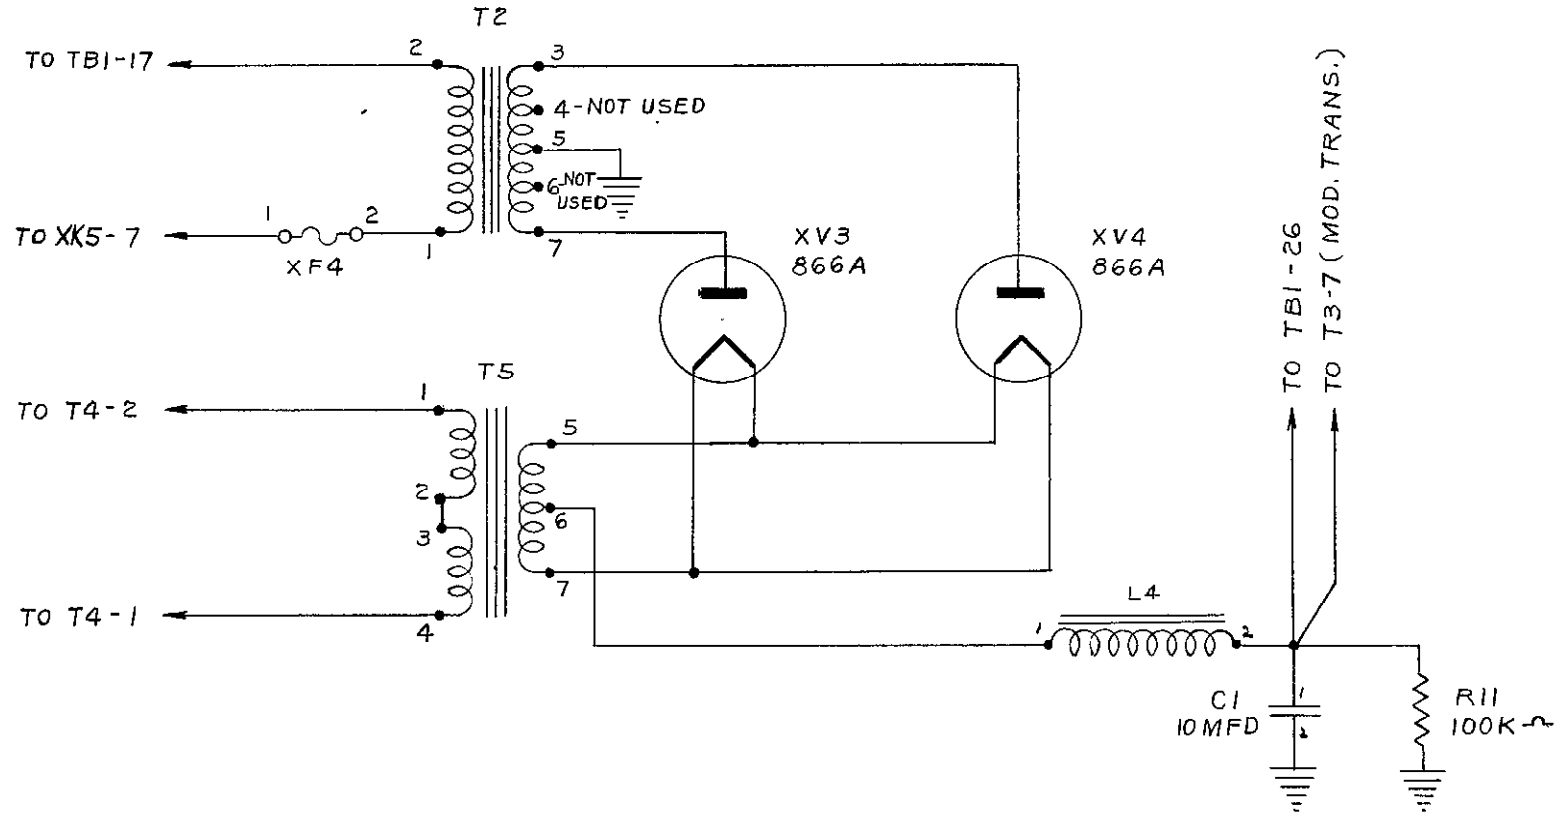 T2
TO TB1-17
2
3
4-NOT USED
5
6 NOT
USED
1
2
TO XK5-7
XF4
1
7
XV3
866A
XV4
866A
TO TB1-26
TO T3-7 (MOD. TRANS.)
T5
TO T4-2
1
5
2
6
3
7
TO T4-1
4
L4
1
2
C1
10MFD
1
2
R11
100K-Ω